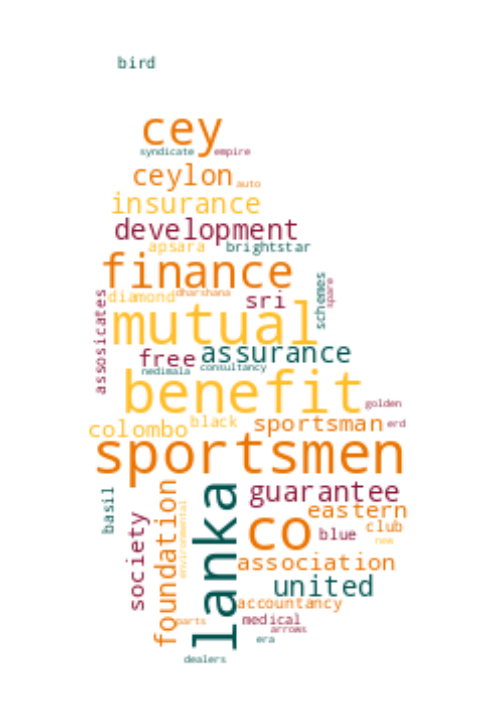 bird
cey
syndicate empire
ceylon auto
insurance
development
apsara brightstar
finance
diamond dharshana
sri
schemes
spare
assosicates
mutual
free assurance
nedimala consultancy
benefit
golden
colombo black sportsman erd
sportsmen
basil
society
foundation
environmental
lanka
guarantee
co
eastern
blue club
new
association
united
accountancy
parts medical
arrows
era
dealers